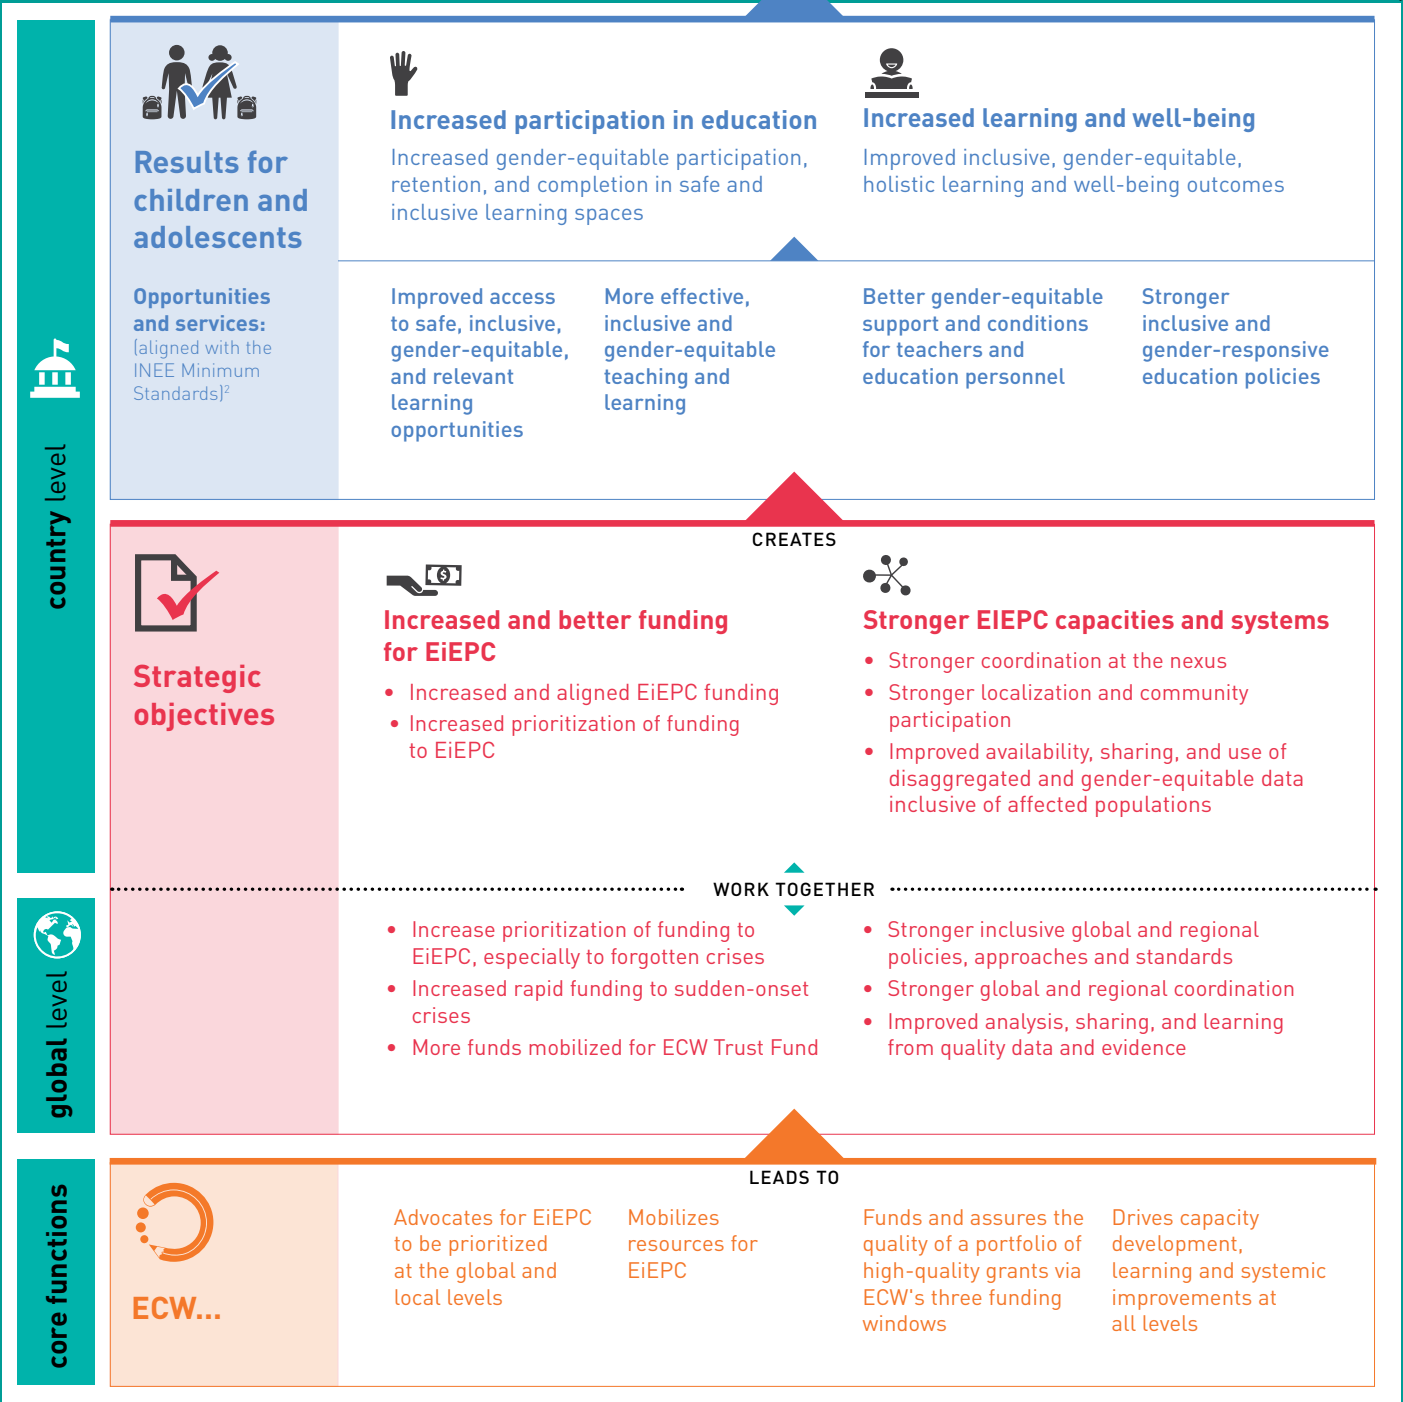 Results for
children and
adolescents
Increased participation in education
Increased gender-equitable participation,
retention, and completion in safe and
inclusive learning spaces
Increased learning and well-being
Improved inclusive, gender-equitable,
holistic learning and well-being outcomes
Opportunities
and services:
(aligned with the
INEE Minimum
Standards)²
Improved access
to safe, inclusive,
gender-equitable,
and relevant
learning
opportunities
More effective,
inclusive and
gender-equitable
teaching and
learning
Better gender-equitable
support and conditions
for teachers and
education personnel
Stronger
inclusive and
gender-responsive
education policies
country level
CREATES
Strategic
objectives
Increased and better funding
for EiEPC
• Increased and aligned EiEPC funding
• Increased prioritization of funding
to EiEPC
Stronger EIEPC capacities and systems
• Stronger coordination at the nexus
• Stronger localization and community
participation
• Improved availability, sharing, and use of
disaggregated and gender-equitable data
inclusive of affected populations
WORK TOGETHER
global level
• Increase prioritization of funding to
EiEPC, especially to forgotten crises
• Increased rapid funding to sudden-onset
crises
• More funds mobilized for ECW Trust Fund
• Stronger inclusive global and regional
policies, approaches and standards
• Stronger global and regional coordination
• Improved analysis, sharing, and learning
from quality data and evidence
LEADS TO
core functions
ECW...
Advocates for EiEPC
to be prioritized
at the global and
local levels
Mobilizes
resources for
EiEPC
Funds and assures the
quality of a portfolio of
high-quality grants via
ECW's three funding
windows
Drives capacity
development,
learning and systemic
improvements at
all levels